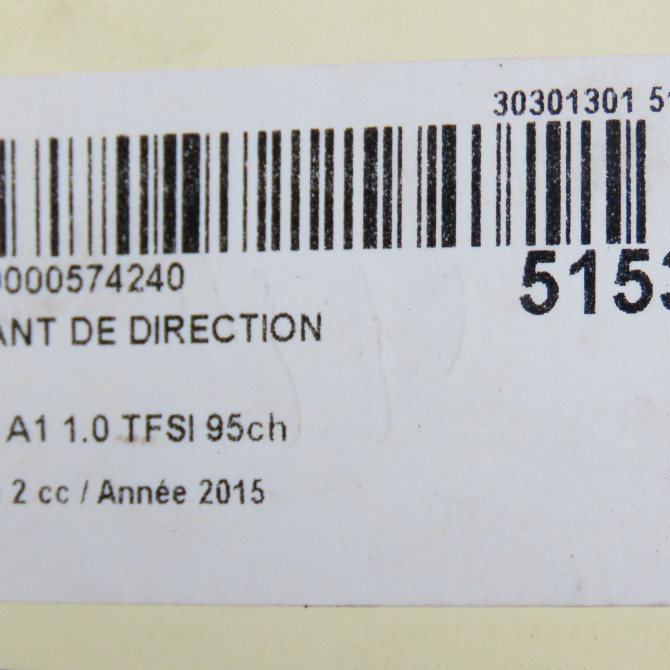 30301301 51
0000574240
5153
ANT DE DIRECTION
A1 1.0 TFSI 95ch
2 cc / Année 2015